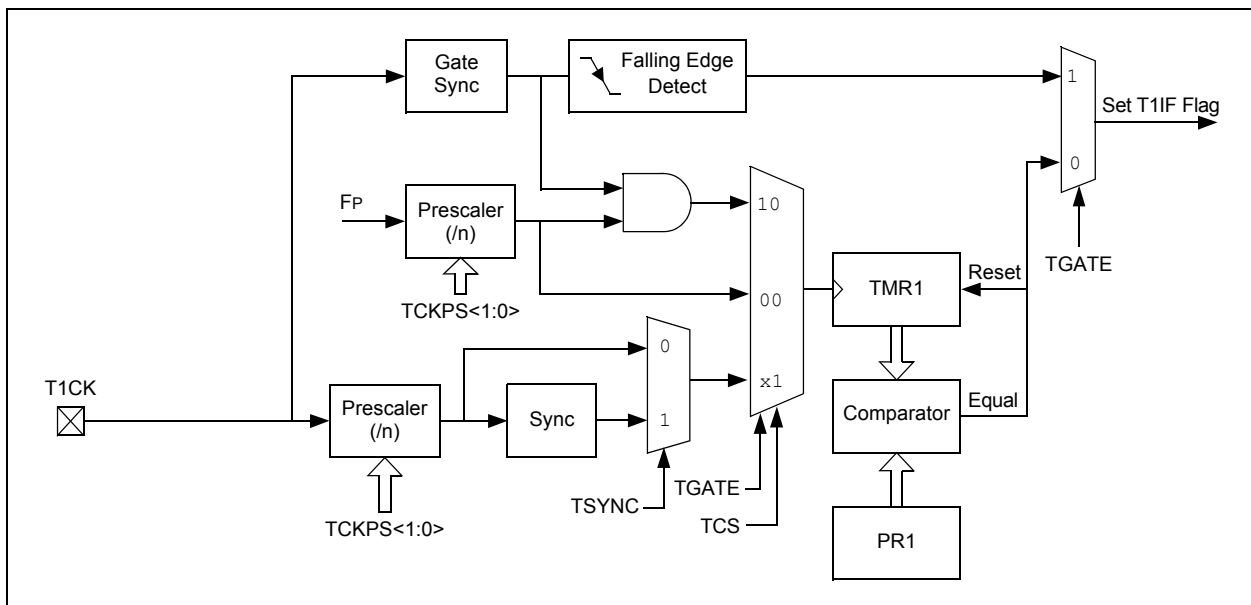 Gate
Sync
Falling Edge
Detect
1
Set T1IF Flag
0
TGATE
FP
Prescaler
(/n)
TCKPS<1:0>
10
00
x1
TMR1
Reset
T1CK
Prescaler
(/n)
TCKPS<1:0>
Sync
0
1
TSYNC
TGATE
TCS
Comparator
Equal
PR1